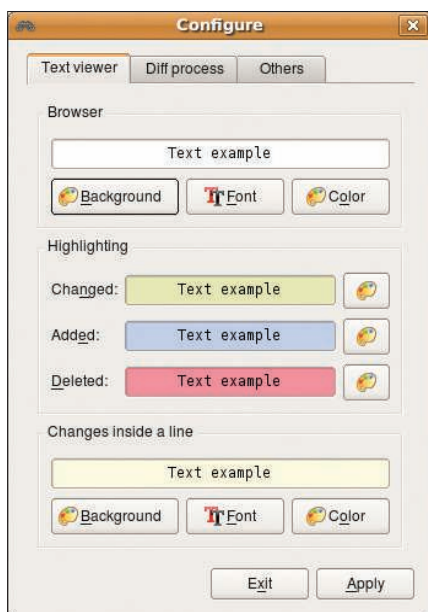 Configure
Text viewer Diff process Others
Browser
Text example
Background Font Color
Highlighting
Changed: Text example
Added: Text example
Deleted: Text example
Changes inside a line
Text example
Background Font Color
Exit Apply